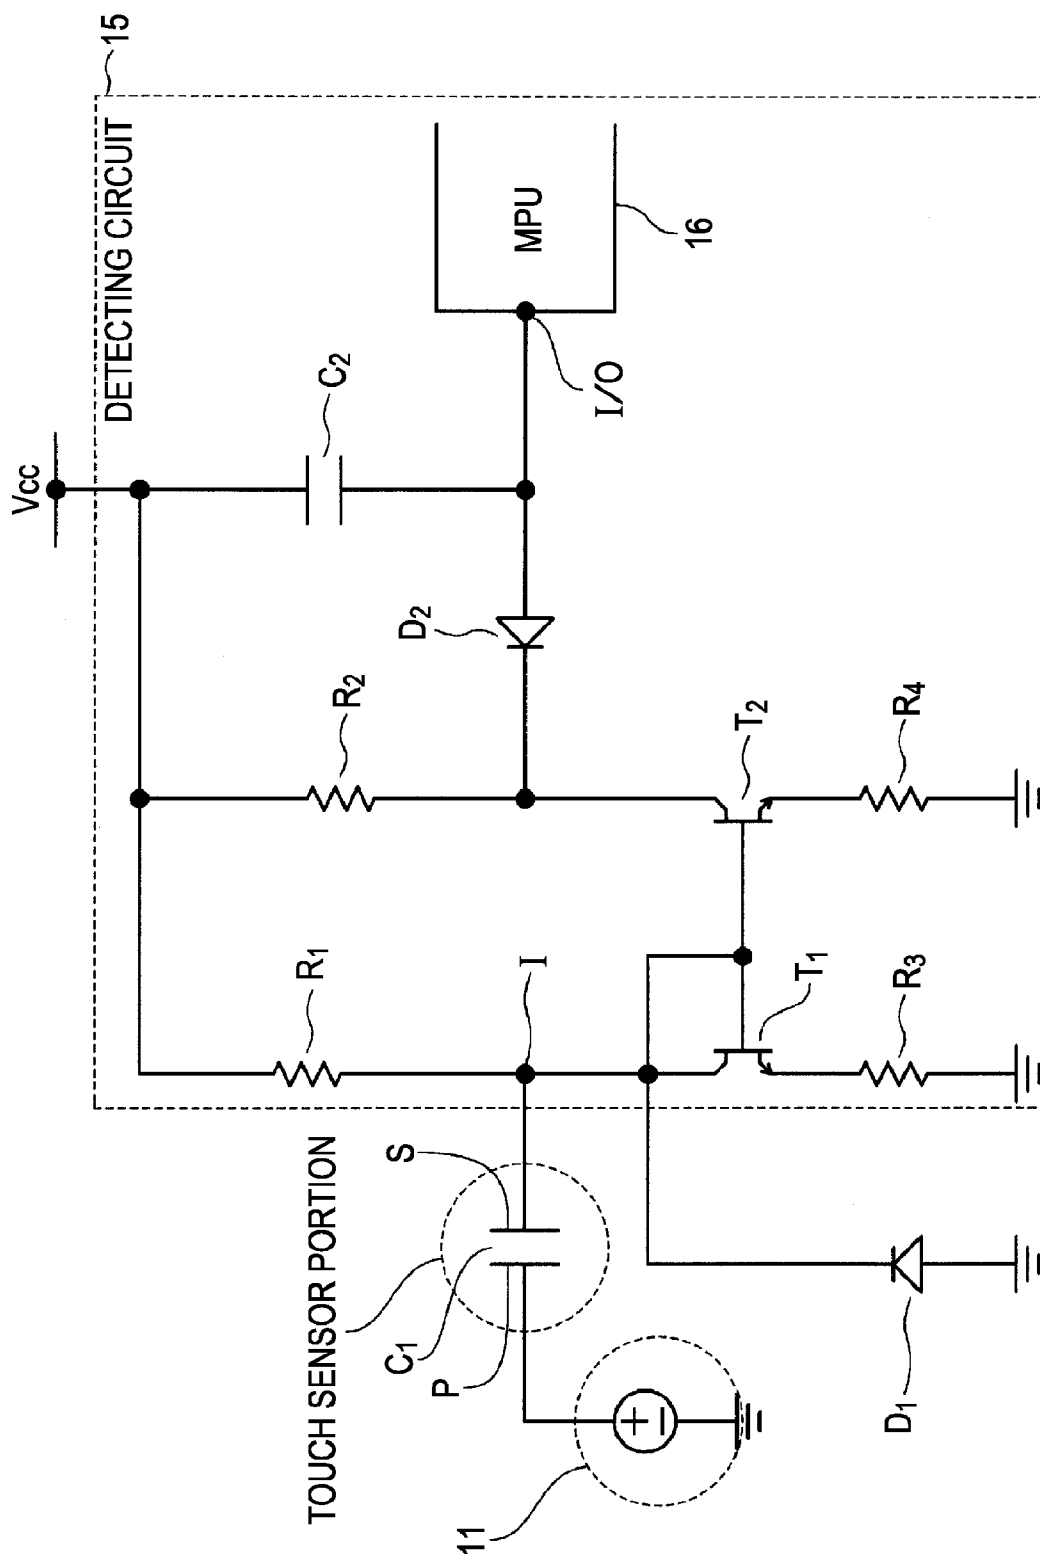 15
DETECTING CIRCUIT
Vcc
MPU
16
I/O
C2
D2
R2
T2
R4
R1
I
T1
R3
TOUCH SENSOR PORTION
S
C1
P
D1
11